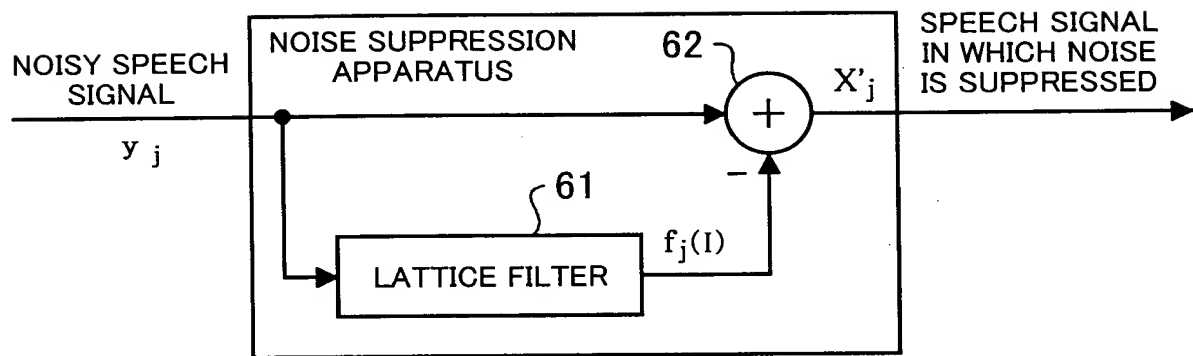 NOISY SPEECH
SIGNAL
y j
NOISE SUPPRESSION
APPARATUS
62
+
−
X'j
SPEECH SIGNAL
IN WHICH NOISE
IS SUPPRESSED
61
LATTICE FILTER
fj(I)